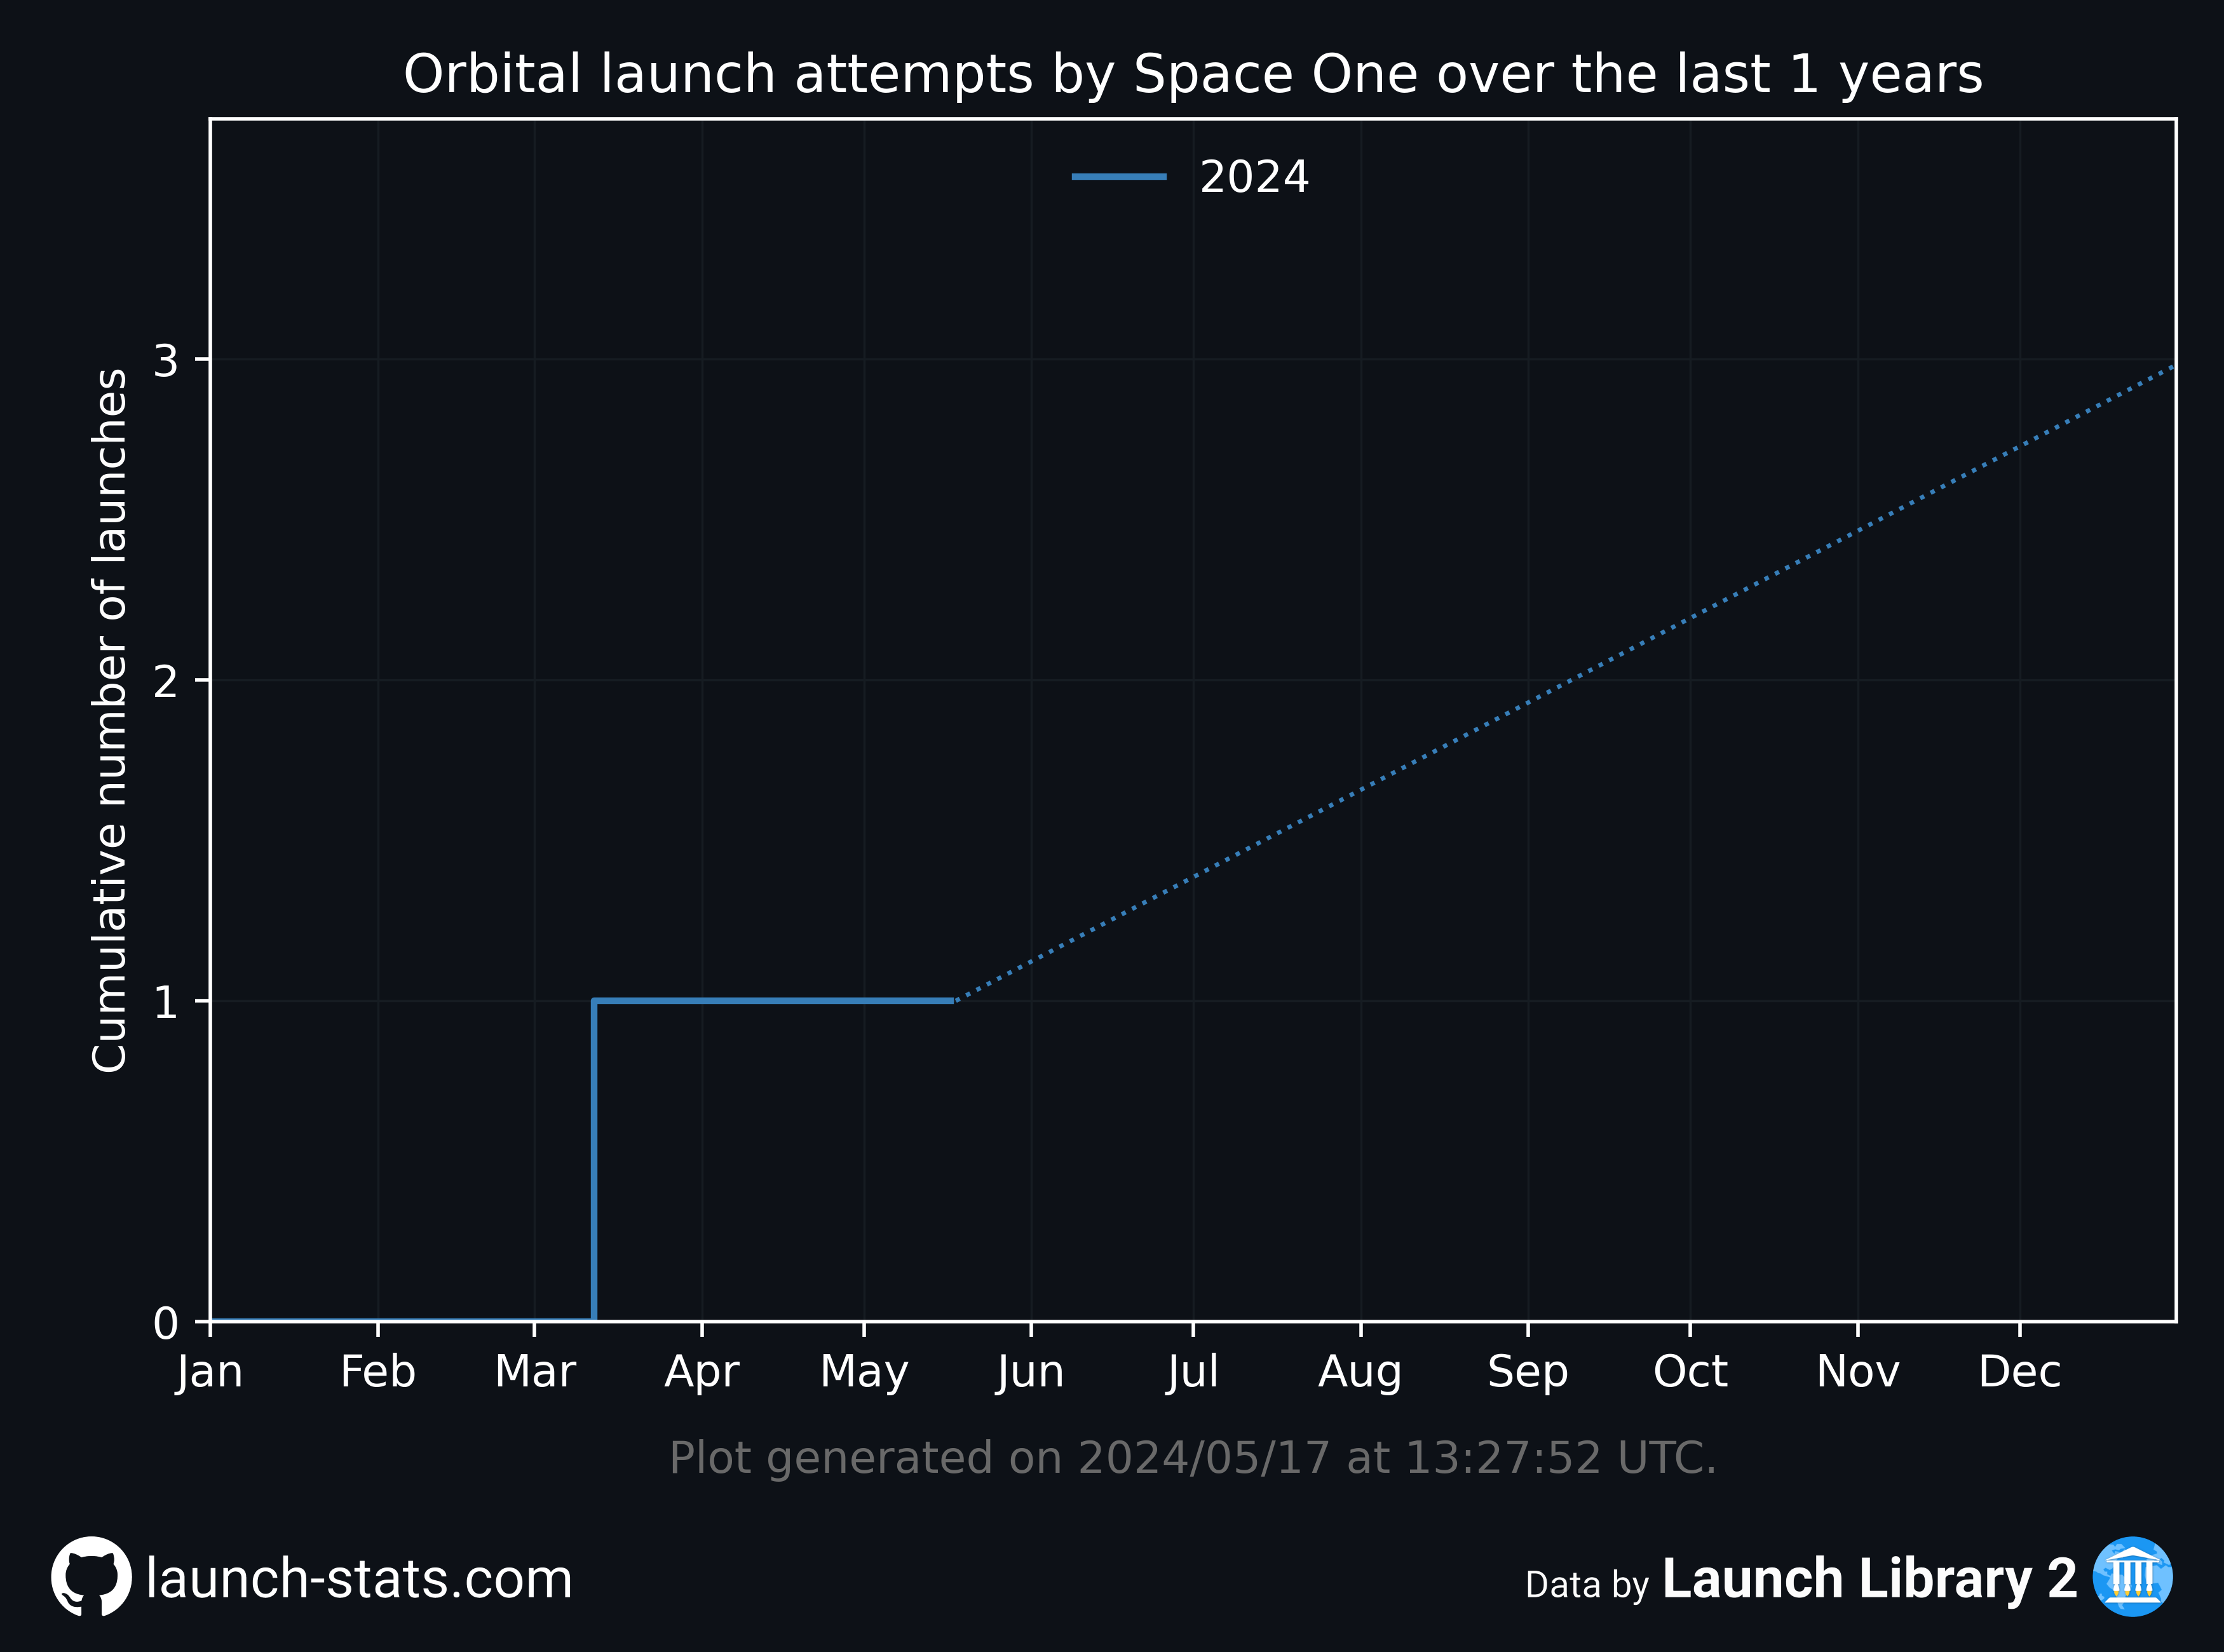 Orbital launch attempts by Space One over the last 1 years
2024
Cumulative number of launches
3
2
1
0
Jan Feb Mar Apr May Jun Jul Aug Sep Oct Nov Dec
Plot generated on 2024/05/17 at 13:27:52 UTC.
launch-stats.com
Data by Launch Library 2